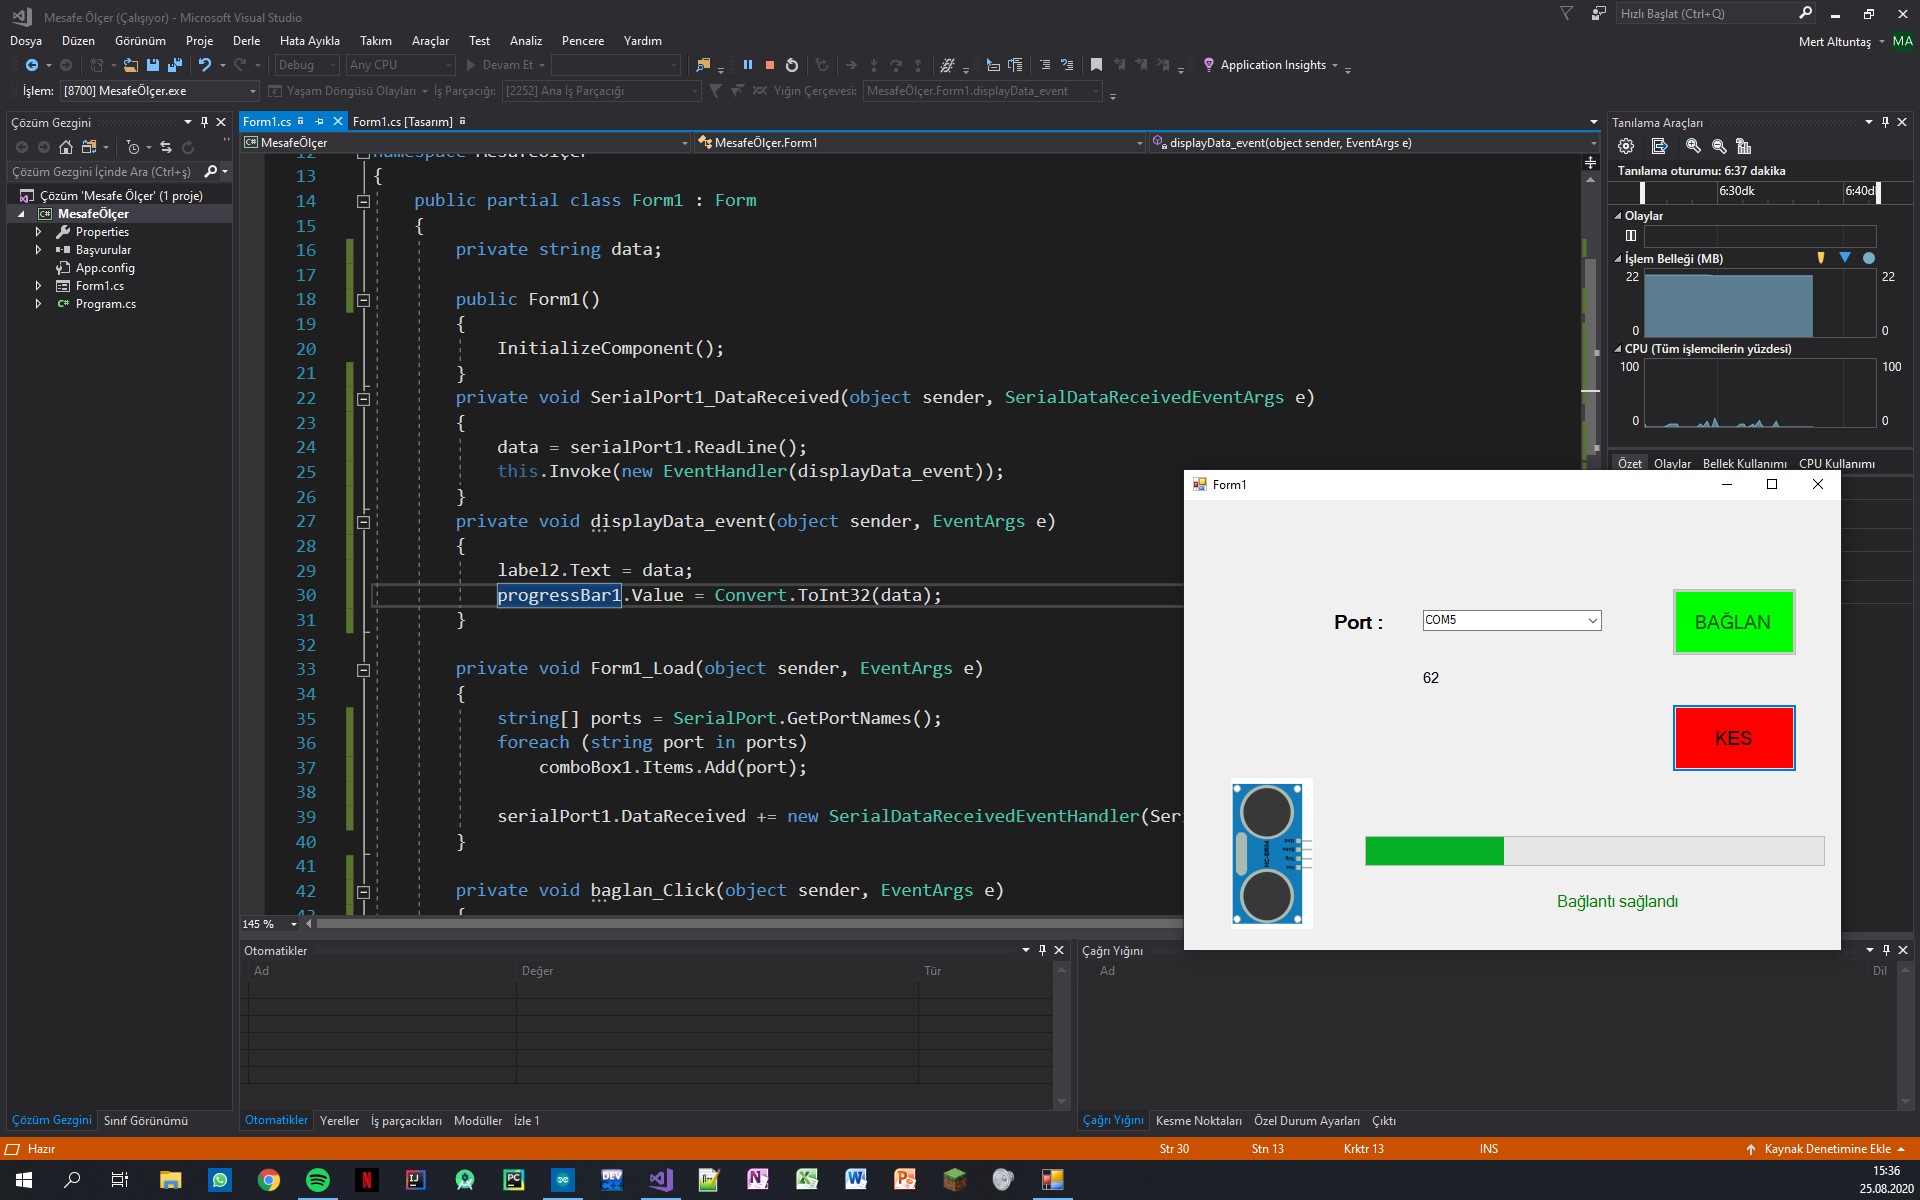 Mesafe Ölçer (Çalışıyor) - Microsoft Visual Studio
Hızlı Başlat (Ctrl+Q)
Dosya Düzen Görünüm Proje Derle Hata Ayıkla Takım Araçlar Test Analiz Pencere Yardım
Mert Altuntaş MA
Debug Any CPU Devam Et Application Insights
İşlem: [8700] MesafeÖlçer.exe Yaşam Döngüsü Olayları İş Parçacığı: [2252] Ana İş Parçacığı Yığın Çerçevesi: MesafeÖlçer.Form1.displayData_event
Çözüm Gezgini
Çözüm Gezgini İçinde Ara (Ctrl+ş)
Çözüm 'Mesafe Ölçer' (1 proje)
MesafeÖlçer
Properties
Başvurular
App.config
Form1.cs
Program.cs
Form1.cs Form1.cs [Tasarım]
MesafeÖlçer MesafeÖlçer.Form1 displayData_event(object sender, EventArgs e)
12 namespace MesafeÖlçer
13 {
14 public partial class Form1 : Form
15 {
16 private string data;
17
18 public Form1()
19 {
20 InitializeComponent();
21 }
22 private void SerialPort1_DataReceived(object sender, SerialDataReceivedEventArgs e)
23 {
24 data = serialPort1.ReadLine();
25 this.Invoke(new EventHandler(displayData_event));
26 }
27 private void displayData_event(object sender, EventArgs e)
28 {
29 label2.Text = data;
30 progressBar1.Value = Convert.ToInt32(data);
31 }
32
33 private void Form1_Load(object sender, EventArgs e)
34 {
35 string[] ports = SerialPort.GetPortNames();
36 foreach (string port in ports)
37 comboBox1.Items.Add(port);
38
39 serialPort1.DataReceived += new SerialDataReceivedEventHandler(Seri
40 }
41
42 private void baglan_Click(object sender, EventArgs e)
43 {
145 %
Tanılama Araçları
Tanılama oturumu: 6:37 dakika
6:30dk 6:40d
Olaylar
İşlem Belleği (MB)
22 22
0 0
CPU (Tüm işlemcilerin yüzdesi)
100 100
0 0
Özet Olaylar Bellek Kullanımı CPU Kullanımı
Form1
Port : COM5 BAĞLAN
62
KES
HC-SR04
Bağlantı sağlandı
Otomatikler
Ad Değer Tür
Çağrı Yığını
Ad Dil
Çözüm Gezgini Sınıf Görünümü
Otomatikler Yereller İş parçacıkları Modüller İzle 1
Çağrı Yığını Kesme Noktaları Özel Durum Ayarları Çıktı
Hazır Str 30 Stn 13 Krktr 13 INS Kaynak Denetimine Ekle
15:36
25.08.2020